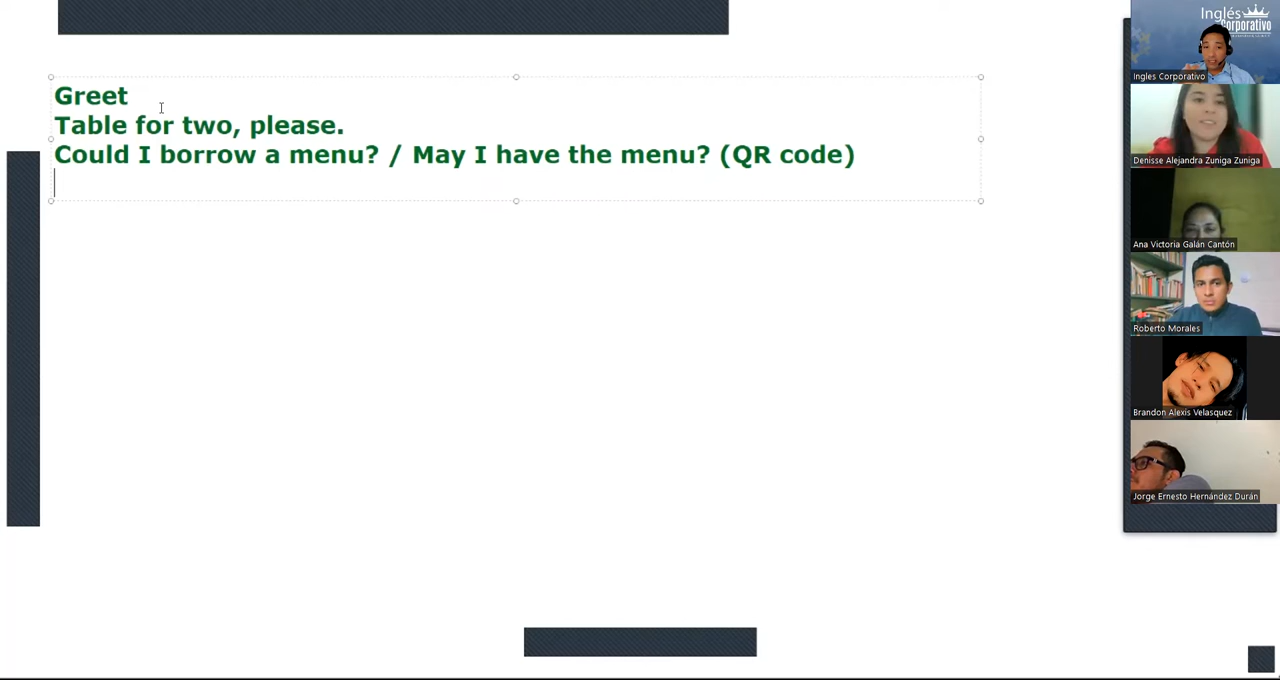 Greet
Table for two, please.
Could I borrow a menu? / May I have the menu? (QR code)
Inglés
Corporativo
Ingles Corporativo
Denisse Alejandra Zuniga Zuniga
Ana Victoria Galán Cantón
Roberto Morales
Brandon Alexis Velasquez
Jorge Ernesto Hernández Durán